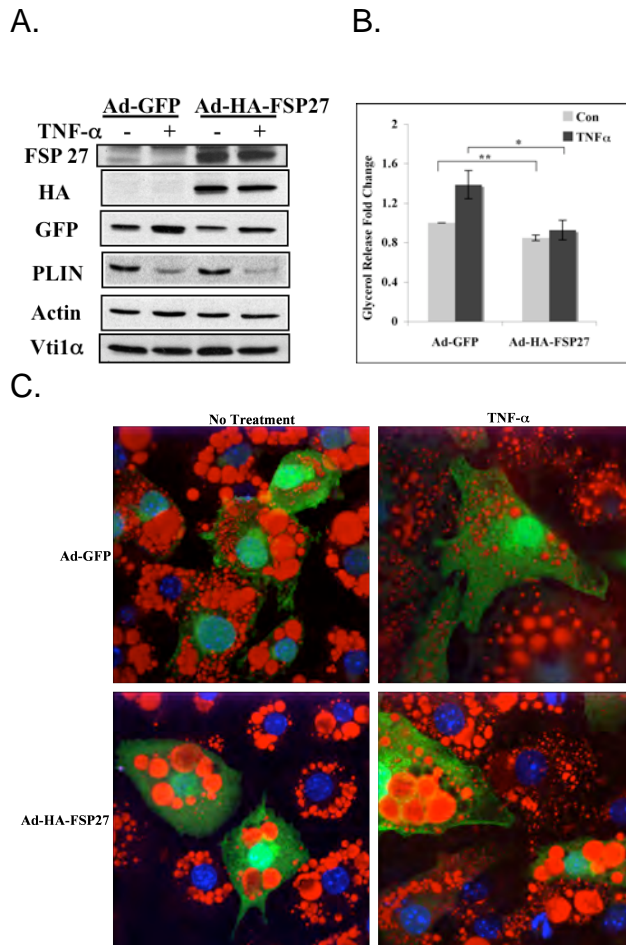 A.
B.
Ad-GFP Ad-HA-FSP27
TNF-α - + - +
FSP 27
HA
GFP
PLIN
Actin
Vti1α
Glycerol Release Fold Change
2
1.6
1.2
0.8
0.4
0
Con
TNFα
*
**
Ad-GFP Ad-HA-FSP27
C.
No Treatment TNF-α
Ad-GFP
Ad-HA-FSP27